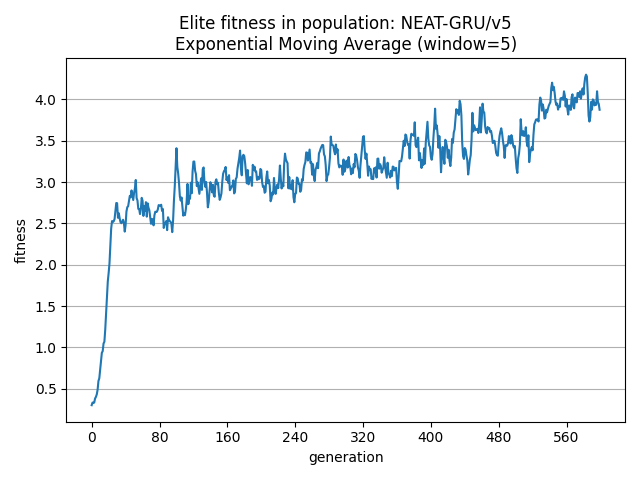 Elite fitness in population: NEAT-GRU/v5
Exponential Moving Average (window=5)
fitness
4.0
3.5
3.0
2.5
2.0
1.5
1.0
0.5
0 80 160 240 320 400 480 560
generation